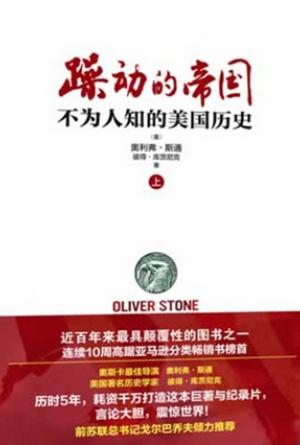 躁动的帝国
不为人知的美国历史
(美)
奥利弗·斯通
彼得·库茨尼克
著
上
OLIVER STONE
近百年来最具颠覆性的图书之一
连续10周高踞亚马逊分类畅销书榜首
奥斯卡最佳导演 奥利弗·斯通
美国著名历史学家 彼得·库茨尼克
历时5年，耗资千万打造这本巨著与纪录片，
言论大胆，震惊世界！
前苏联总书记戈尔巴乔夫倾力推荐